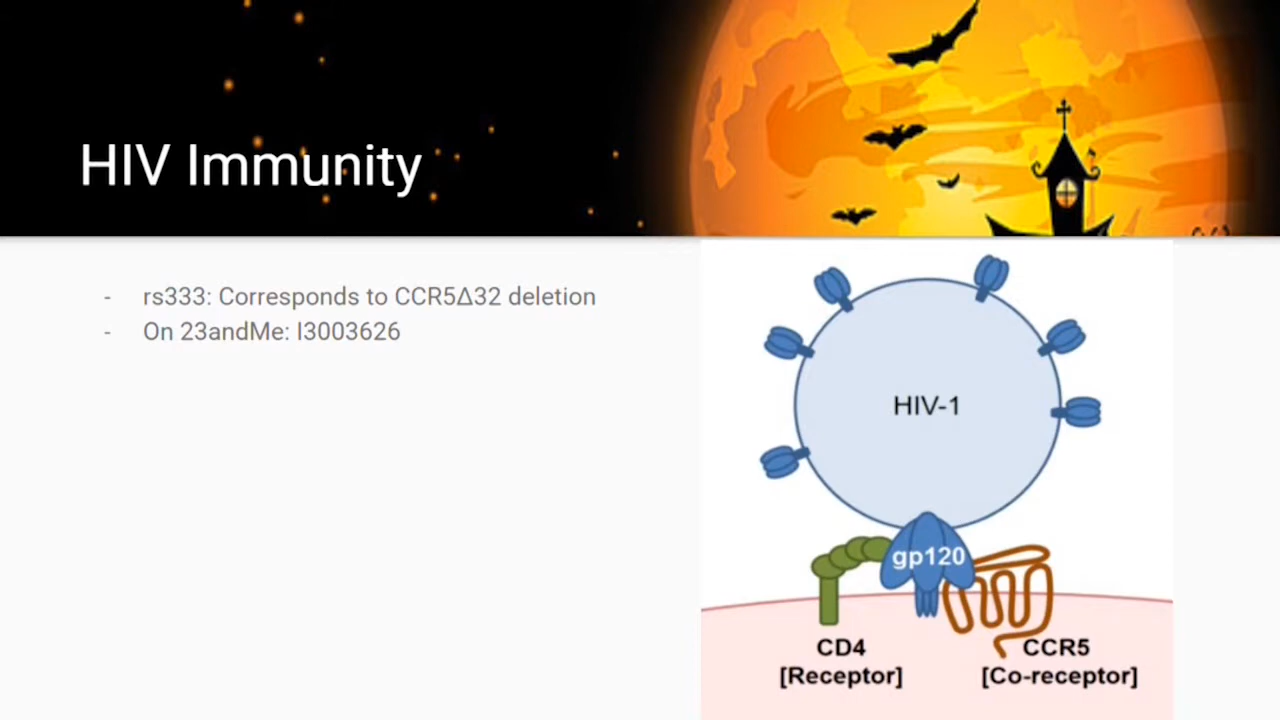 HIV Immunity
- rs333: Corresponds to CCR5Δ32 deletion
- On 23andMe: I3003626
HIV-1
gp120
CD4
[Receptor]
CCR5
[Co-receptor]